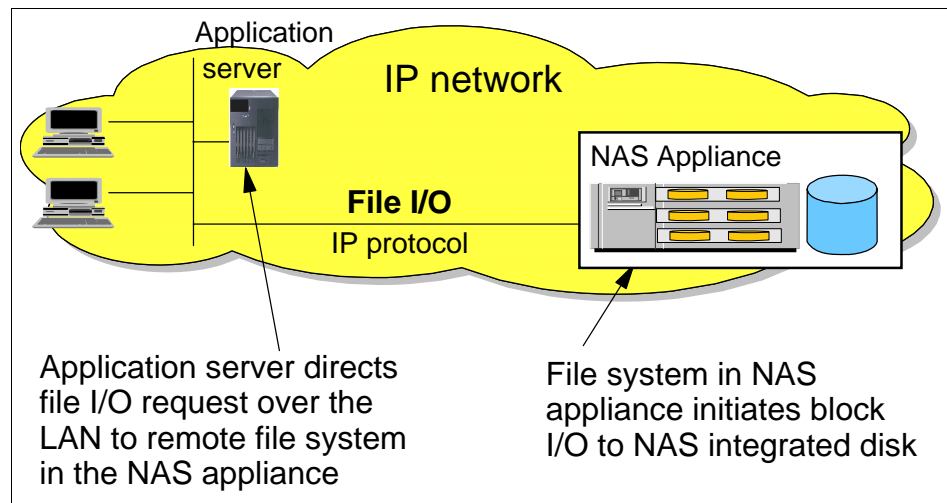 Application
server
IP network
NAS Appliance
File I/O
IP protocol
Application server directs
file I/O request over the
LAN to remote file system
in the NAS appliance
File system in NAS
appliance initiates block
I/O to NAS integrated disk